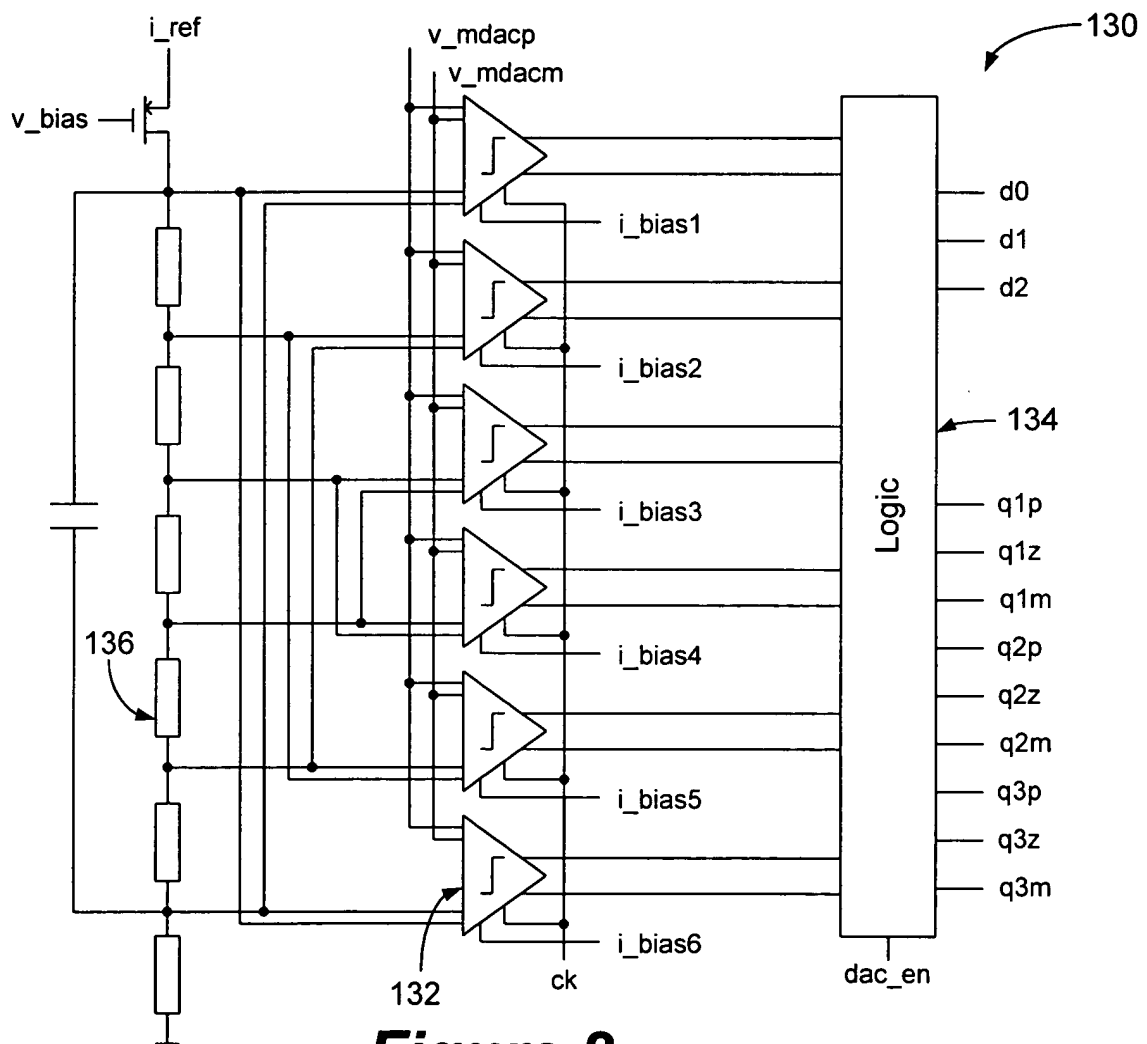 i_ref
v_mdacp
130
v_mdacm
v_bias
d0
i_bias1
d1
d2
i_bias2
134
Logic
q1p
i_bias3
q1z
q1m
136
q2p
i_bias4
q2z
q2m
q3p
i_bias5
q3z
q3m
132
i_bias6
ck
dac_en